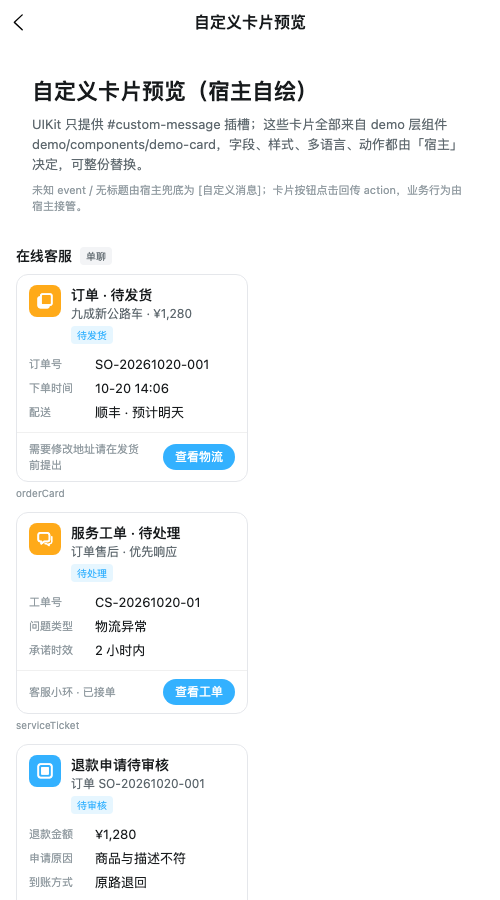 自定义卡片预览
自定义卡片预览（宿主自绘）
UIKit 只提供 #custom-message 插槽；这些卡片全部来自 demo 层组件
demo/components/demo-card，字段、样式、多语言、动作都由「宿主」
决定，可整份替换。
未知 event / 无标题由宿主兜底为 [自定义消息]；卡片按钮点击回传 action，业务行为由
宿主接管。
在线客服 单聊
订单 · 待发货
九成新公路车 · ¥1,280
待发货
订单号 SO-20261020-001
下单时间 10-20 14:06
配送 顺丰 · 预计明天
需要修改地址请在发货
前提出
查看物流
orderCard
服务工单 · 待处理
订单售后 · 优先响应
待处理
工单号 CS-20261020-01
问题类型 物流异常
承诺时效 2 小时内
客服小环 · 已接单 查看工单
serviceTicket
退款申请待审核
订单 SO-20261020-001
待审核
退款金额 ¥1,280
申请原因 商品与描述不符
到账方式 原路退回